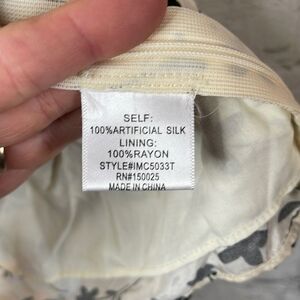 SELF:
100%ARTIFICIAL SILK
LINING:
100%RAYON
STYLE#IMC5033T
RN#150025
MADE IN CHINA